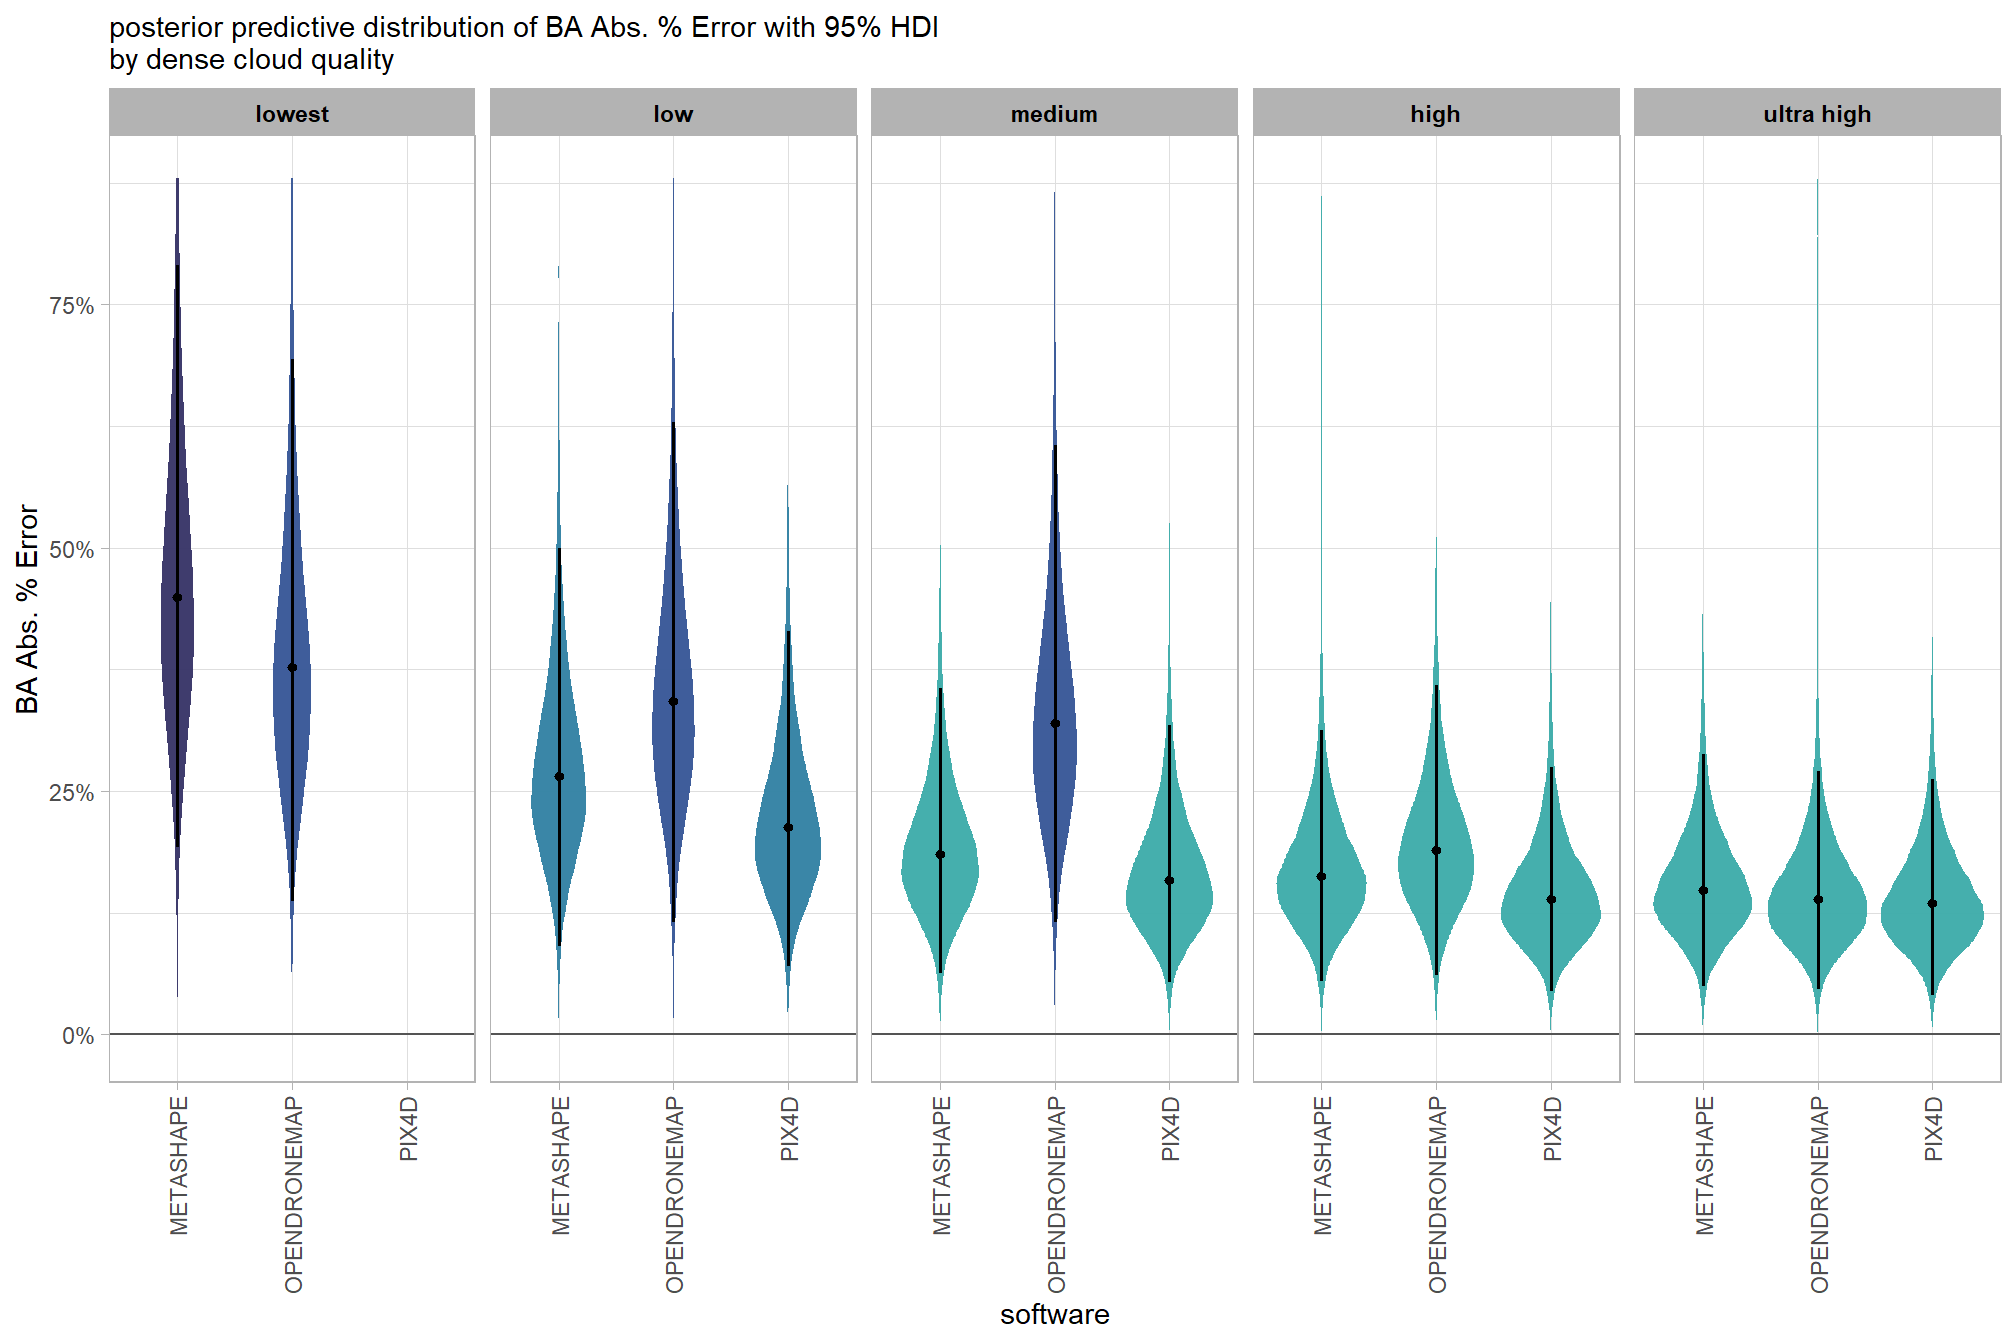 posterior predictive distribution of BA Abs. % Error with 95% HDI
by dense cloud quality
lowest
low
medium
high
ultra high
BA Abs. % Error
75%
50%
25%
0%
METASHAPE
OPENDRONEMAP
PIX4D
METASHAPE
OPENDRONEMAP
PIX4D
METASHAPE
OPENDRONEMAP
PIX4D
METASHAPE
OPENDRONEMAP
PIX4D
METASHAPE
OPENDRONEMAP
PIX4D
software